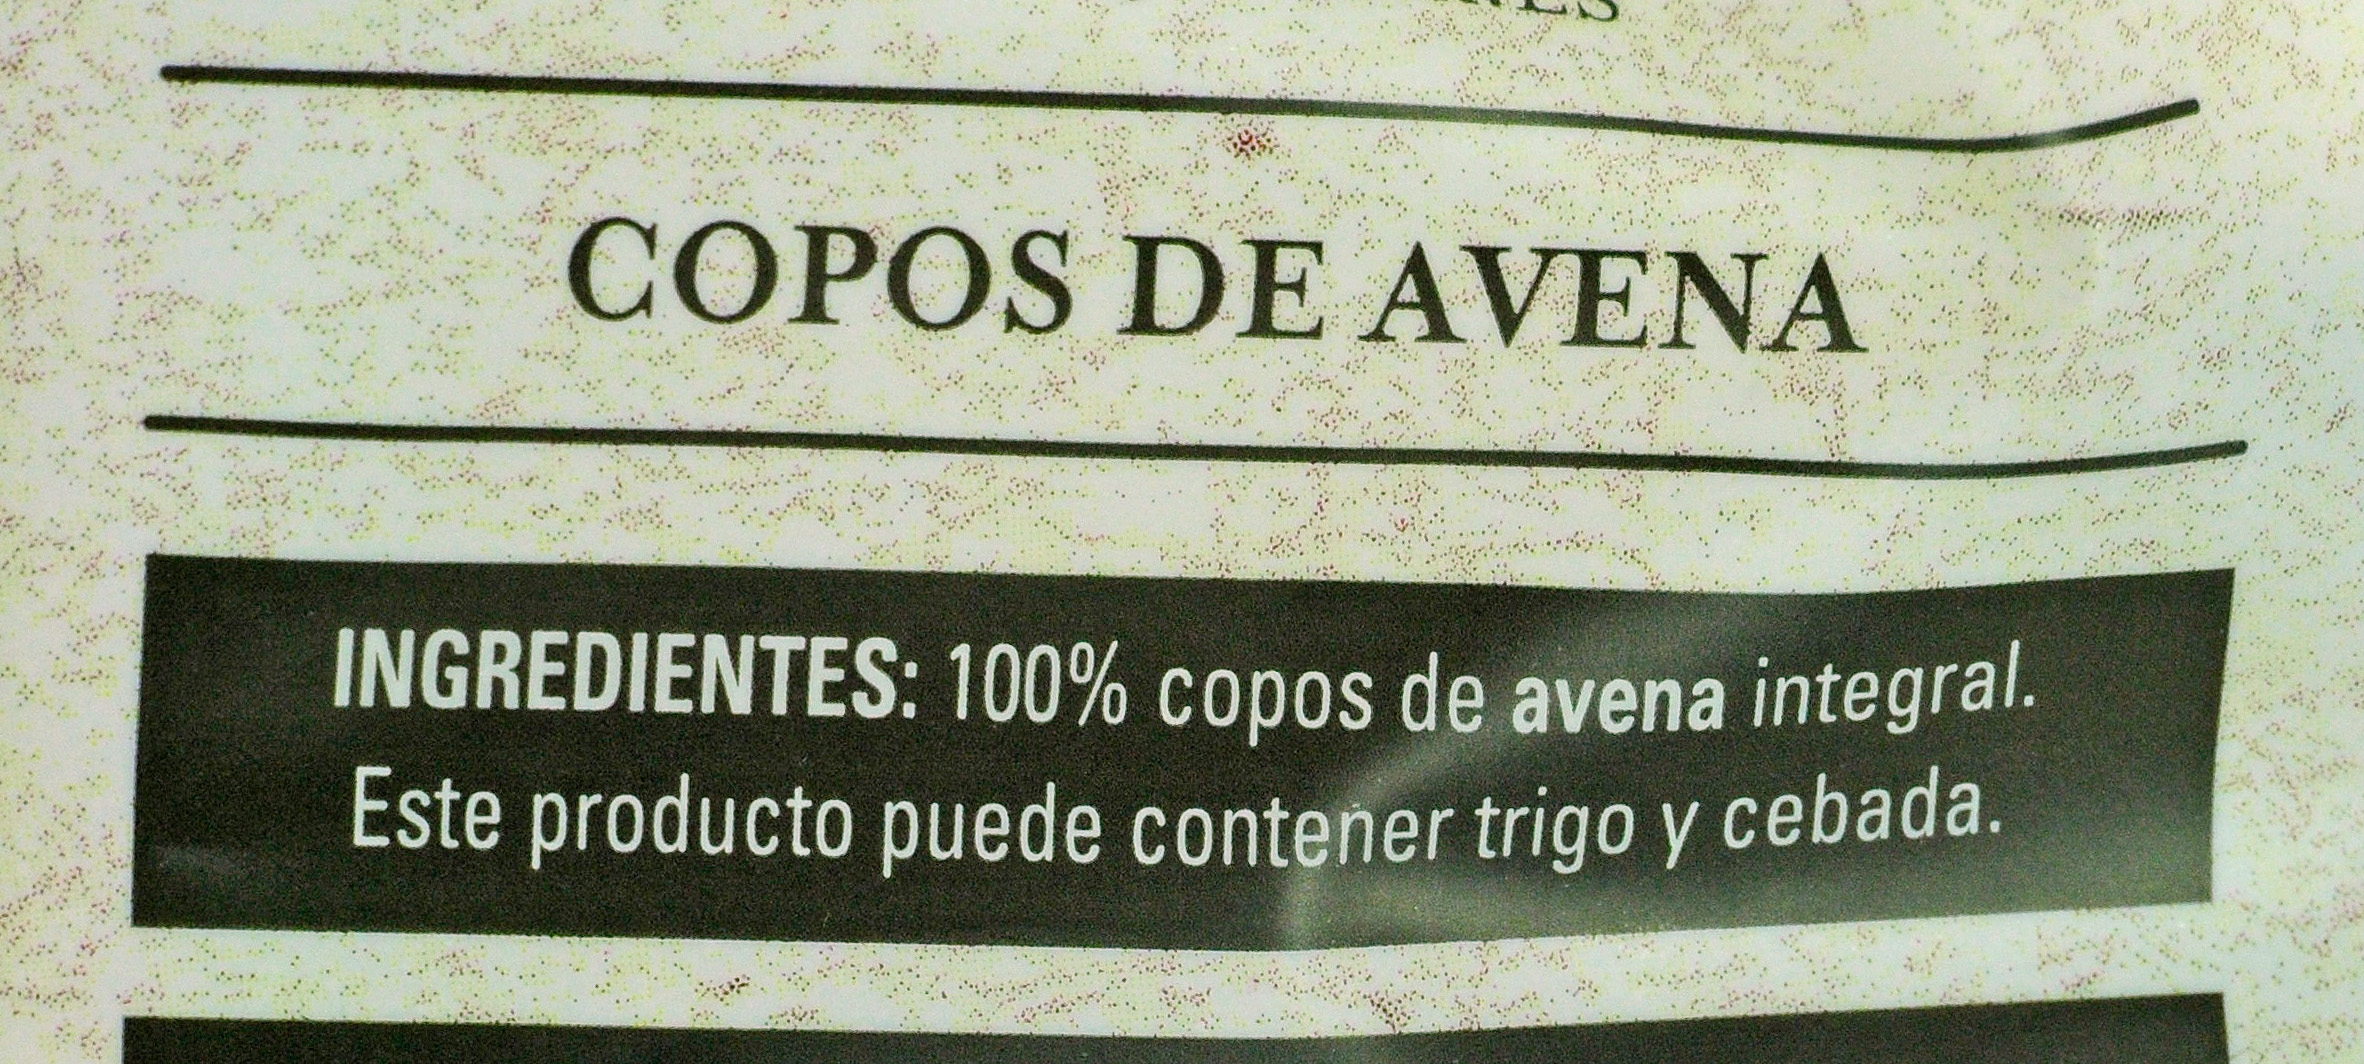 COPOS DE AVENA
INGREDIENTES: 100% copos de avena integral.
Este producto puede contener trigo y cebada.